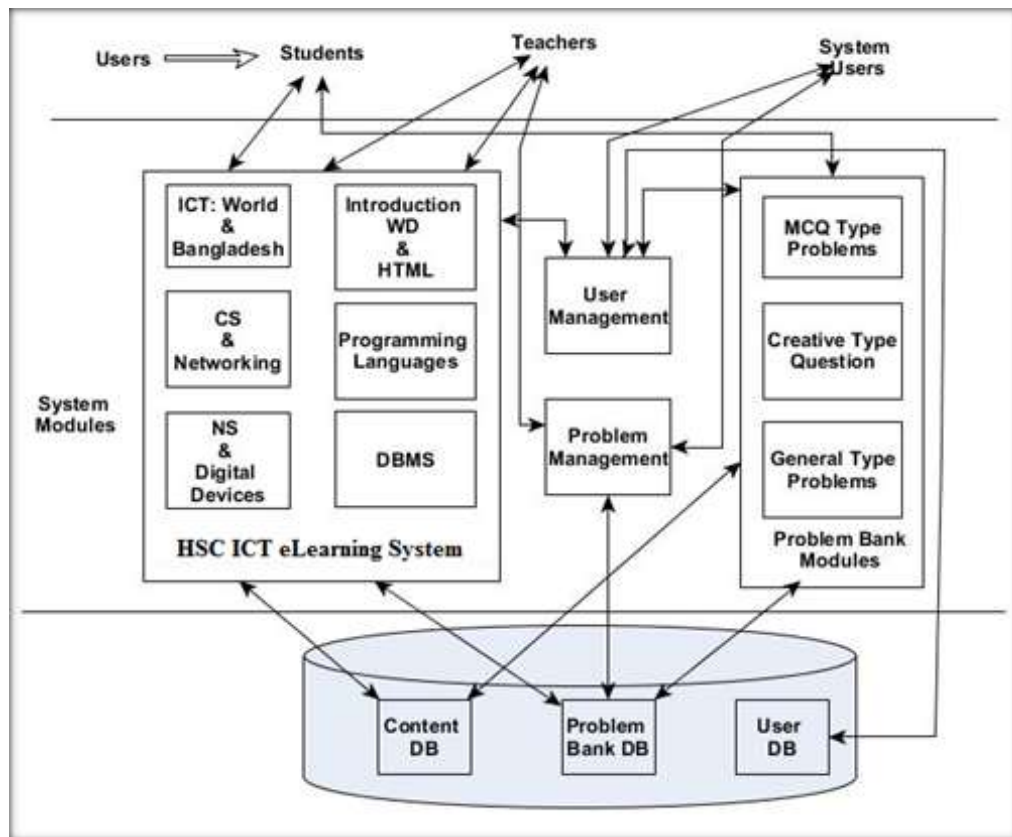 Users
Students
Teachers
System
Users
ICT: World
&
Bangladesh
Introduction
WD
&
HTML
CS
&
Networking
Programming
Languages
NS
&
Digital
Devices
DBMS
HSC ICT eLearning System
System
Modules
User
Management
Problem
Management
MCQ Type
Problems
Creative Type
Question
General Type
Problems
Problem Bank
Modules
Content
DB
Problem
Bank DB
User
DB